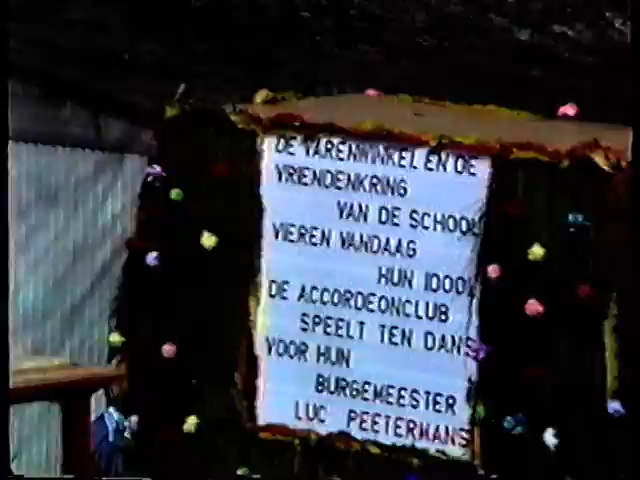 DE VARENWINKEL EN DE
VRIENDENKRING
VAN DE SCHOOL
VIEREN VANDAAG
HUN 1000
DE ACCORDEONCLUB
SPEELT TEN DANS
VOOR HUN
BURGEMEESTER
LUC PEETERMANS